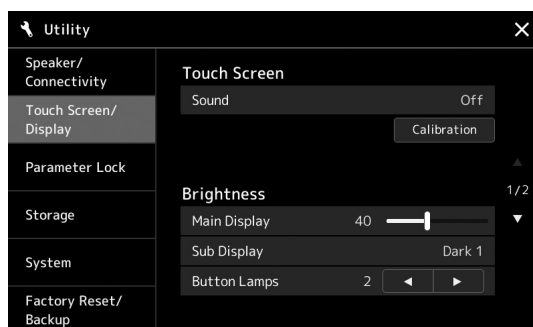 Utility
Speaker/
Connectivity
Touch Screen/
Display
Parameter Lock
Storage
System
Factory Reset/
Backup
Touch Screen
Sound Off
Calibration
Brightness
Main Display 40
Sub Display Dark 1
Button Lamps 2
1/2